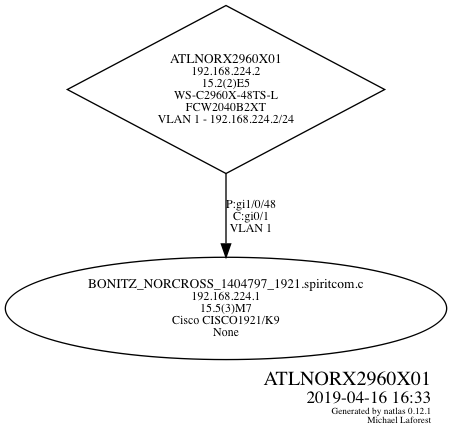 ATLNORX2960X01
192.168.224.2
15.2(2)E5
WS-C2960X-48TS-L
FCW2040B2XT
VLAN 1 - 192.168.224.2/24
P:gi1/0/48
C:gi0/1
VLAN 1
BONITZ_NORCROSS_1404797_1921.spiritcom.c
192.168.224.1
15.5(3)M7
Cisco CISCO1921/K9
None
ATLNORX2960X01
2019-04-16 16:33
Generated by natlas 0.12.1
Michael Laforest